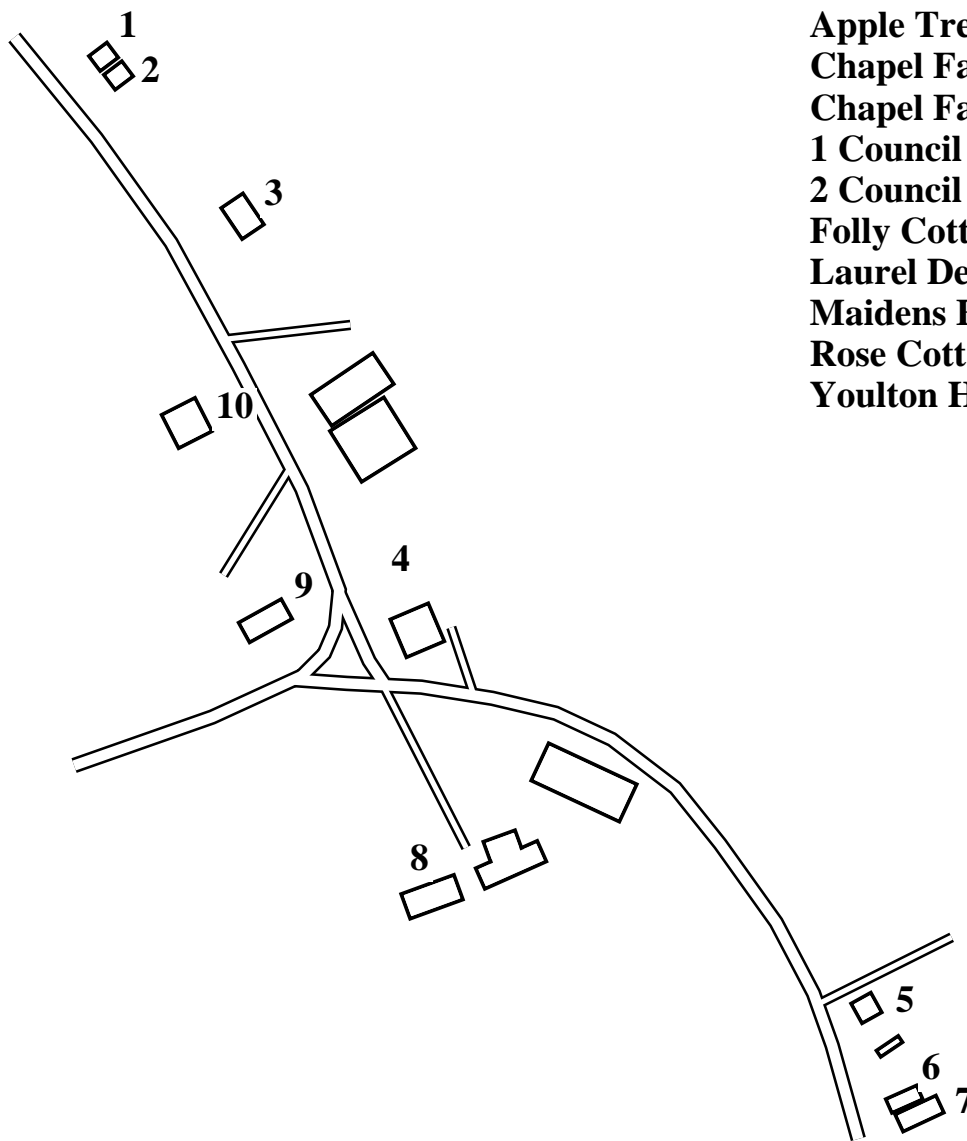 1
2
3
10
4
9
8
5
6
7
Apple Tre
Chapel Fa
Chapel Fa
1 Council
2 Council
Folly Cott
Laurel De
Maidens
Rose Cott
Youlton H